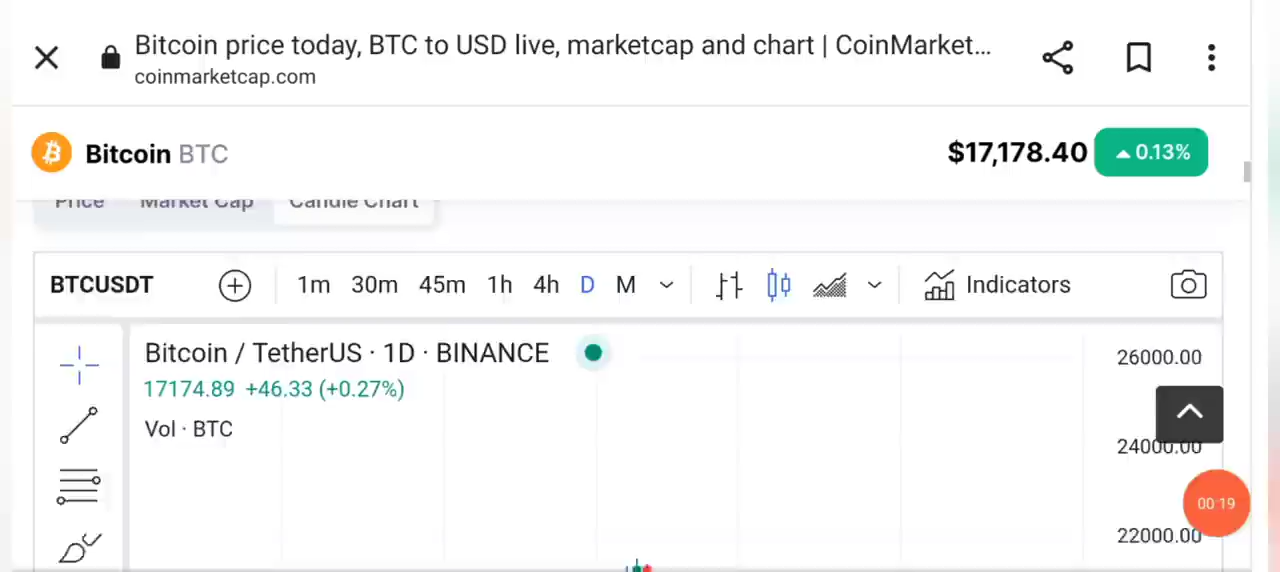 Bitcoin price today, BTC to USD live, marketcap and chart | CoinMarket...
coinmarketcap.com
Bitcoin BTC
$17,178.40
0.13%
Price Market Cap Candle Chart
BTCUSDT
1m 30m 45m 1h 4h D M
Indicators
Bitcoin / TetherUS · 1D · BINANCE
17174.89 +46.33 (+0.27%)
Vol · BTC
26000.00
24000.00
00:19
22000.00